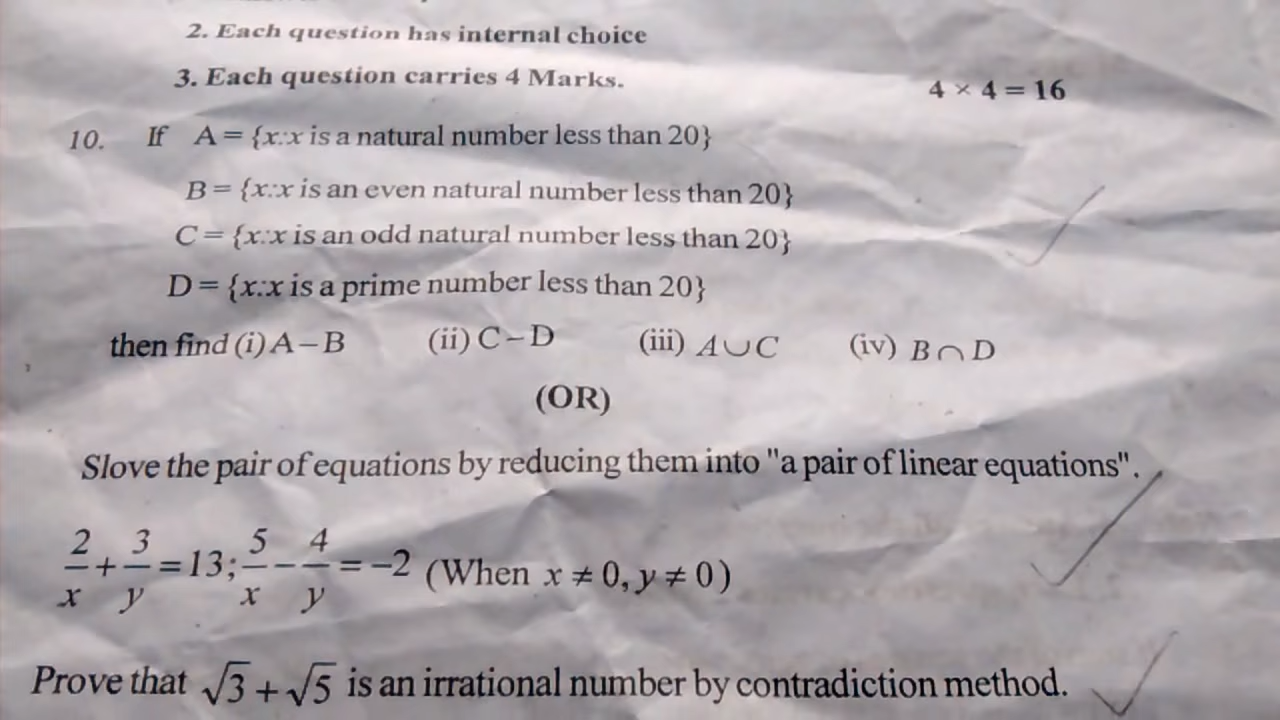 2. Each question has internal choice
3. Each question carries 4 Marks.
4 × 4 = 16
10. If A = {x:x is a natural number less than 20}
B = {x:x is an even natural number less than 20}
C = {x:x is an odd natural number less than 20}
D = {x:x is a prime number less than 20}
then find (i) A – B (ii) C – D (iii) A∪C (iv) B∩D
(OR)
Slove the pair of equations by reducing them into "a pair of linear equations".
2/x + 3/y = 13; 5/x – 4/y = –2 (When x ≠ 0, y ≠ 0)
Prove that √3 + √5 is an irrational number by contradiction method.